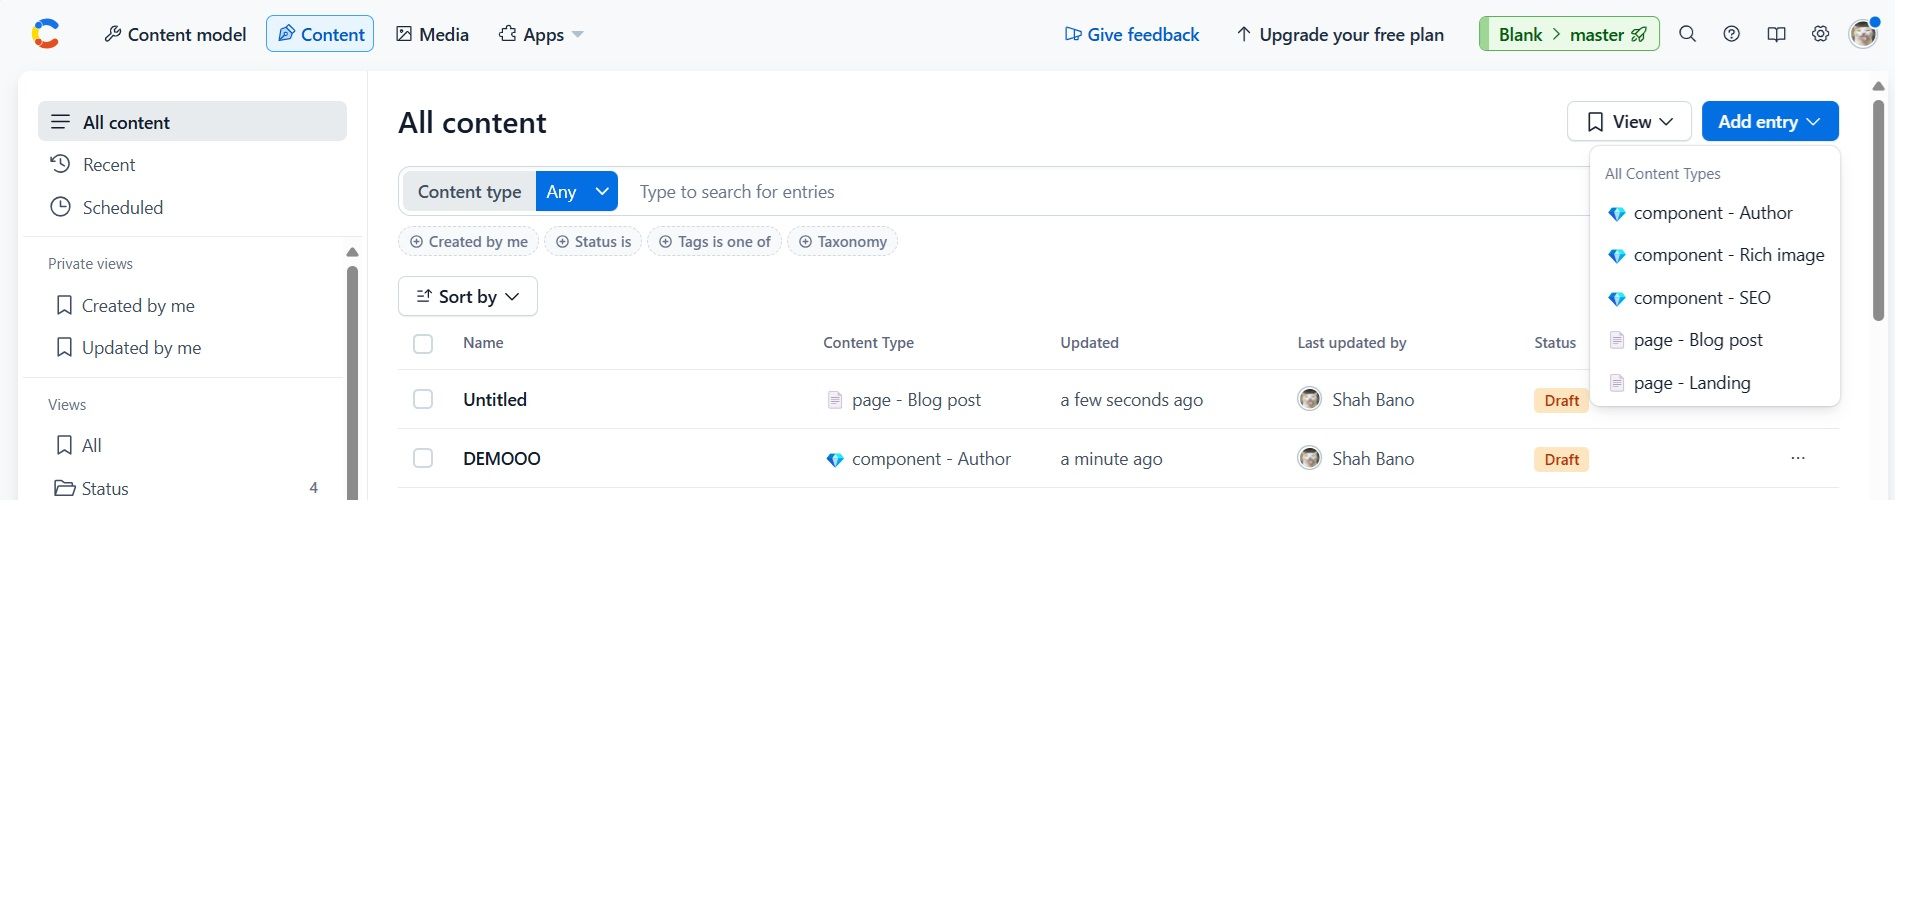 Content model Content Media Apps Give feedback Upgrade your free plan Blank > master
All content
Recent
Scheduled
Private views
Created by me
Updated by me
Views
All
Status 4
All content
View Add entry
Content type Any Type to search for entries
Created by me Status is Tags is one of Taxonomy
Sort by
Name Content Type Updated Last updated by Status
Untitled page - Blog post a few seconds ago Shah Bano Draft
DEMOOO component - Author a minute ago Shah Bano Draft ...
All Content Types
component - Author
component - Rich image
component - SEO
page - Blog post
page - Landing